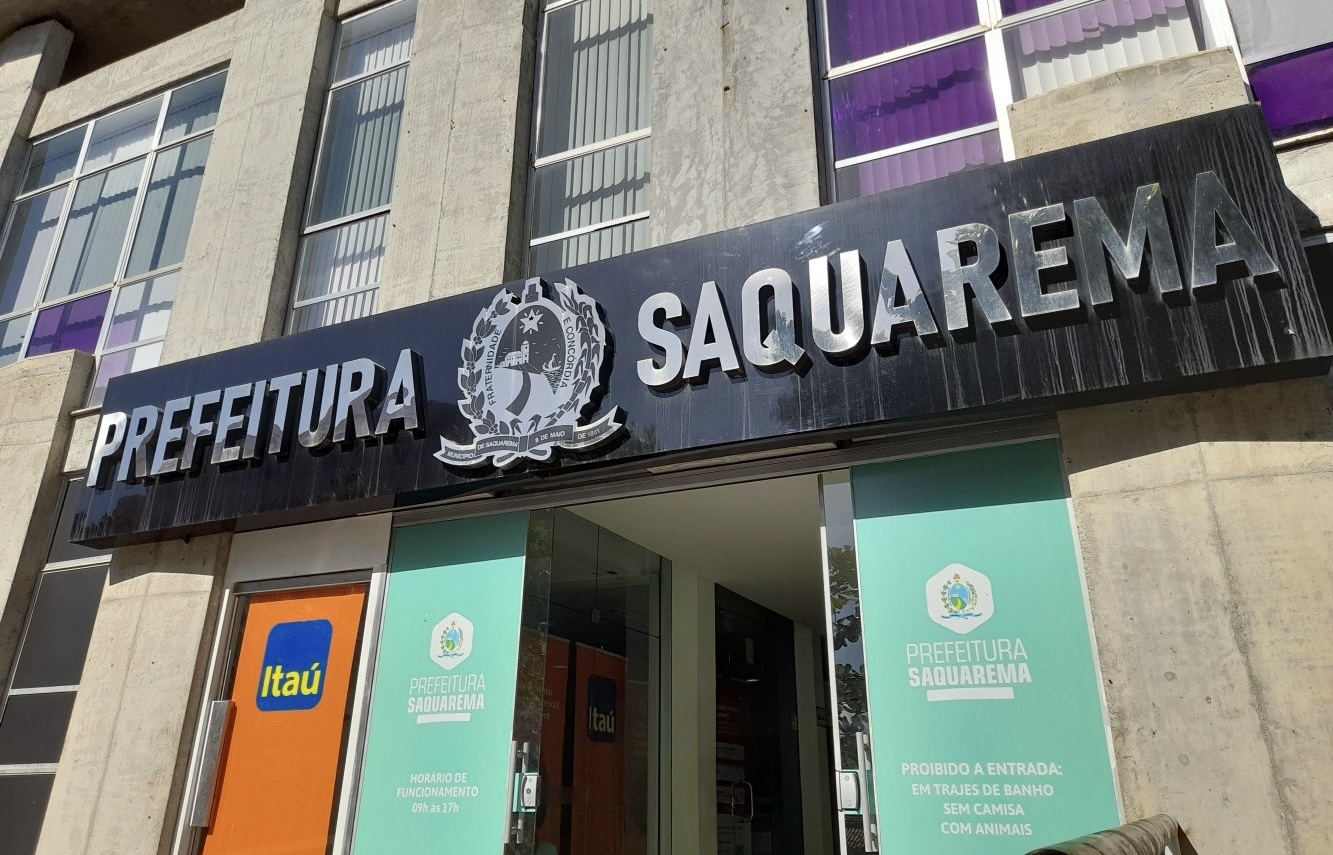 PREFEITURA
SAQUAREMA
FRATERNIDADE
E CONCORDIA
MUNICIPIO DE SAQUAREMA 8 DE MAIO DE 1841
Itaú
PREFEITURA
SAQUAREMA
HORÁRIO DE
FUNCIONAMENTO
09h às 17h
Itaú
PREFEITURA
SAQUAREMA
PROIBIDO A ENTRADA:
EM TRAJES DE BANHO
SEM CAMISA
COM ANIMAIS